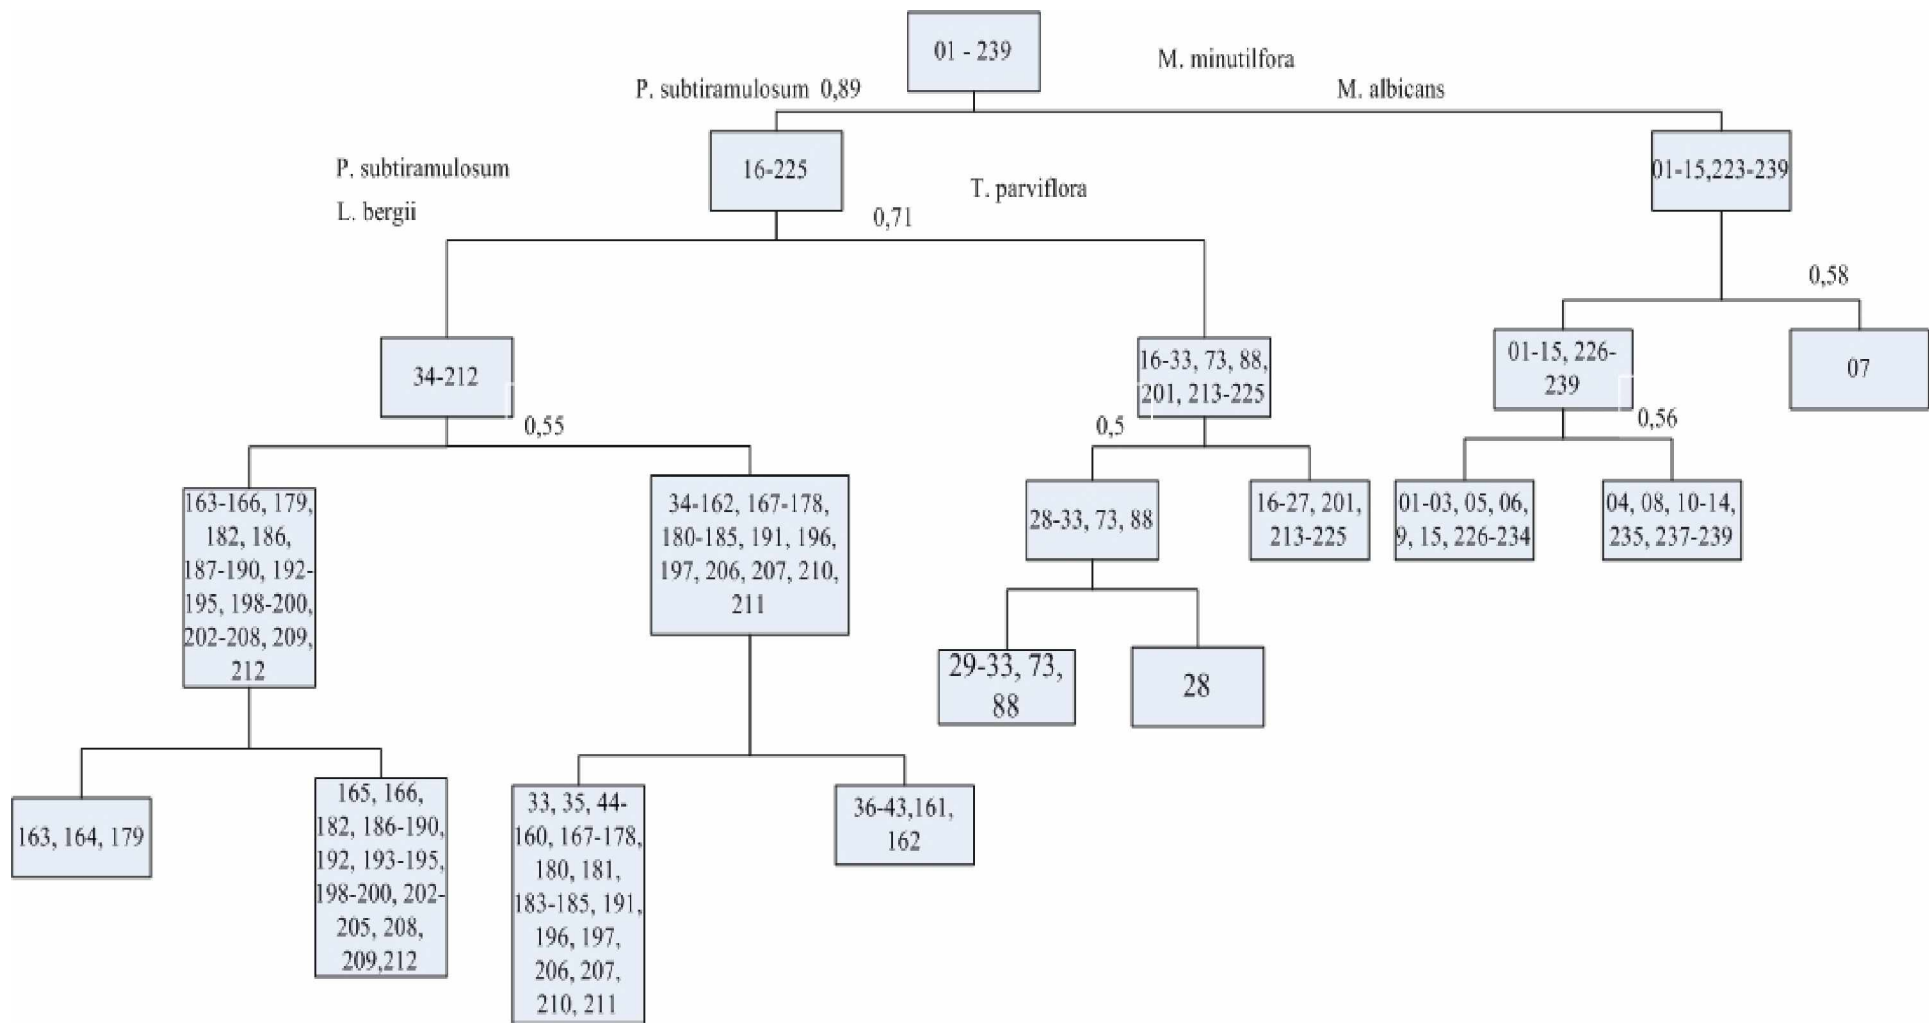 01 - 239
M. minutilfora
P. subtiramulosum 0,89
M. albicans
16-225
01-15,223-239
P. subtiramulosum
L. bergii
T. parviflora
0,71
0,58
34-212
16-33, 73, 88,
201, 213-225
01-15, 226-
239
07
0,55
0,5
0,56
163-166, 179,
182, 186,
187-190, 192-
195, 198-200,
202-208, 209,
212
34-162, 167-178,
180-185, 191, 196,
197, 206, 207, 210,
211
28-33, 73, 88
16-27, 201,
213-225
01-03, 05, 06,
9, 15, 226-234
04, 08, 10-14,
235, 237-239
29-33, 73,
88
28
163, 164, 179
165, 166,
182, 186-190,
192, 193-195,
198-200, 202-
205, 208,
209,212
33, 35, 44-
160, 167-178,
180, 181,
183-185, 191,
196, 197,
206, 207,
210, 211
36-43,161,
162